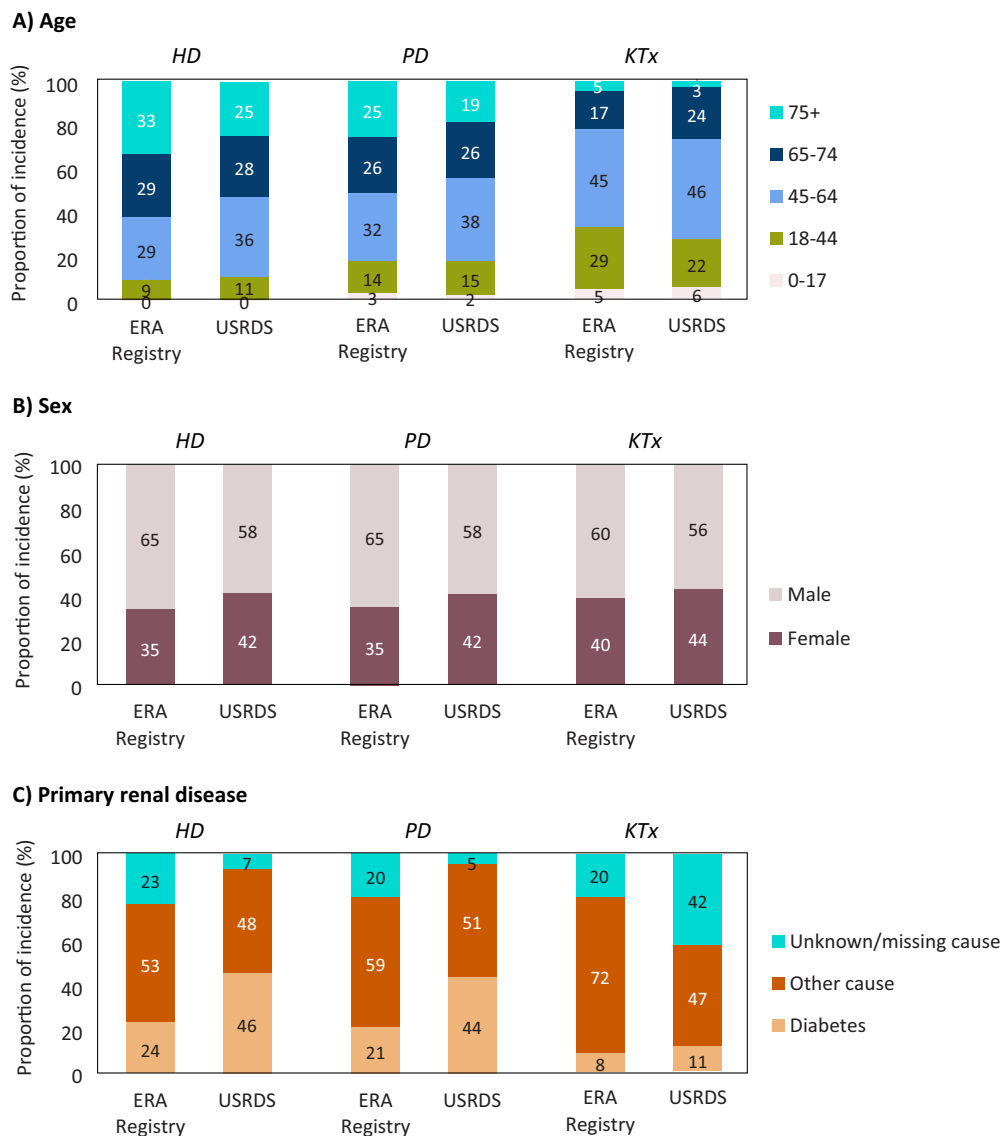 A) Age
HD PD KTx
Proportion of incidence (%)
100
80
60
40
20
0
33
29
29
9
0
25
28
36
11
0
25
26
32
14
3
19
26
38
15
2
5
17
45
29
5
3
24
46
22
6
ERA Registry
USRDS
ERA Registry
USRDS
ERA Registry
USRDS
75+
65-74
45-64
18-44
0-17
B) Sex
HD PD KTx
Proportion of incidence (%)
100
80
60
40
20
0
65
35
58
42
65
35
58
42
60
40
56
44
ERA Registry
USRDS
ERA Registry
USRDS
ERA Registry
USRDS
Male
Female
C) Primary renal disease
HD PD KTx
Proportion of incidence (%)
100
80
60
40
20
0
23
53
24
7
48
46
20
59
21
5
51
44
20
72
8
42
47
11
ERA Registry
USRDS
ERA Registry
USRDS
ERA Registry
USRDS
Unknown/missing cause
Other cause
Diabetes